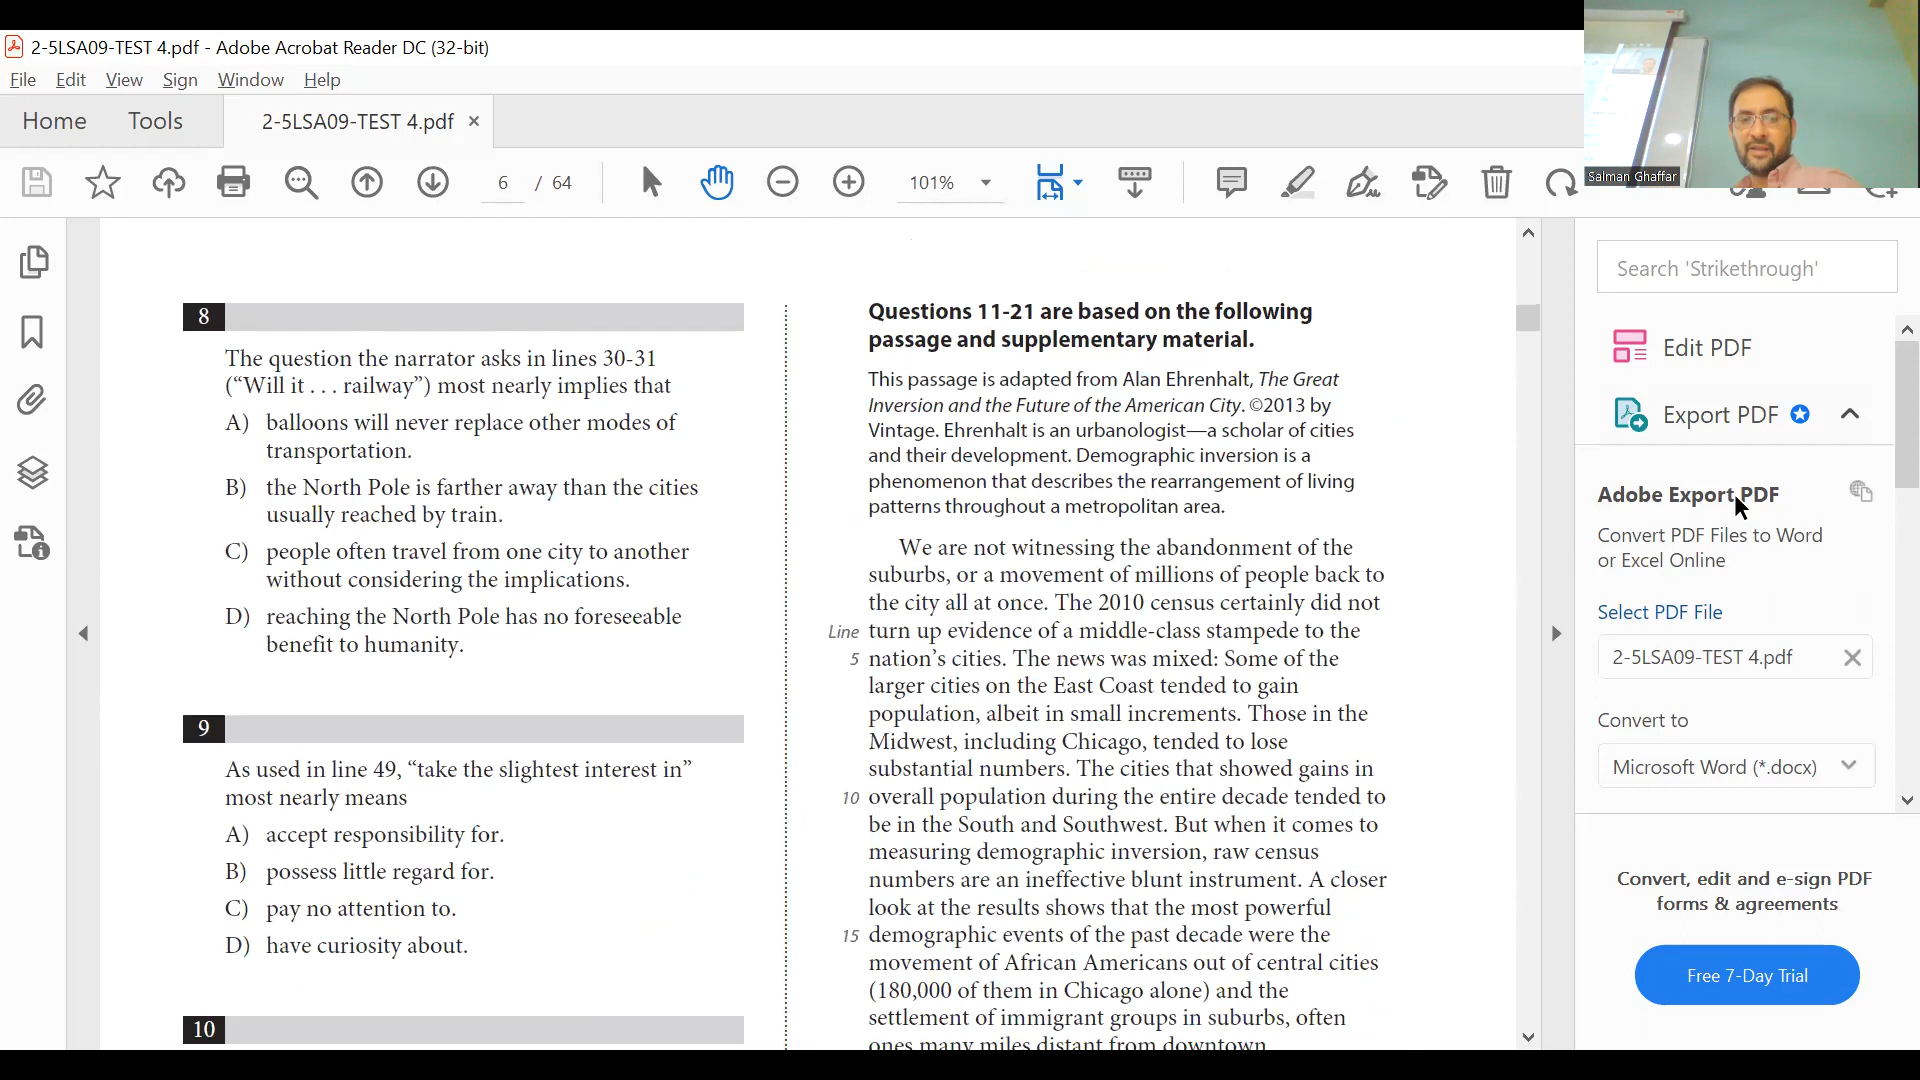 2-5LSA09-TEST 4.pdf - Adobe Acrobat Reader DC (32-bit)
File Edit View Sign Window Help
Home Tools 2-5LSA09-TEST 4.pdf ×
6 / 64 101%
Salman Ghaffar
8
The question the narrator asks in lines 30-31
(“Will it . . . railway”) most nearly implies that
A) balloons will never replace other modes of
transportation.
B) the North Pole is farther away than the cities
usually reached by train.
C) people often travel from one city to another
without considering the implications.
D) reaching the North Pole has no foreseeable
benefit to humanity.
9
As used in line 49, “take the slightest interest in”
most nearly means
A) accept responsibility for.
B) possess little regard for.
C) pay no attention to.
D) have curiosity about.
10
Questions 11-21 are based on the following
passage and supplementary material.
This passage is adapted from Alan Ehrenhalt, The Great
Inversion and the Future of the American City. ©2013 by
Vintage. Ehrenhalt is an urbanologist—a scholar of cities
and their development. Demographic inversion is a
phenomenon that describes the rearrangement of living
patterns throughout a metropolitan area.
We are not witnessing the abandonment of the
suburbs, or a movement of millions of people back to
the city all at once. The 2010 census certainly did not
Line turn up evidence of a middle-class stampede to the
5 nation’s cities. The news was mixed: Some of the
larger cities on the East Coast tended to gain
population, albeit in small increments. Those in the
Midwest, including Chicago, tended to lose
substantial numbers. The cities that showed gains in
10 overall population during the entire decade tended to
be in the South and Southwest. But when it comes to
measuring demographic inversion, raw census
numbers are an ineffective blunt instrument. A closer
look at the results shows that the most powerful
15 demographic events of the past decade were the
movement of African Americans out of central cities
(180,000 of them in Chicago alone) and the
settlement of immigrant groups in suburbs, often
ones many miles distant from downtown.
Search 'Strikethrough'
Edit PDF
Export PDF
Adobe Export PDF
Convert PDF Files to Word
or Excel Online
Select PDF File
2-5LSA09-TEST 4.pdf
Convert to
Microsoft Word (*.docx)
Convert, edit and e-sign PDF
forms & agreements
Free 7-Day Trial